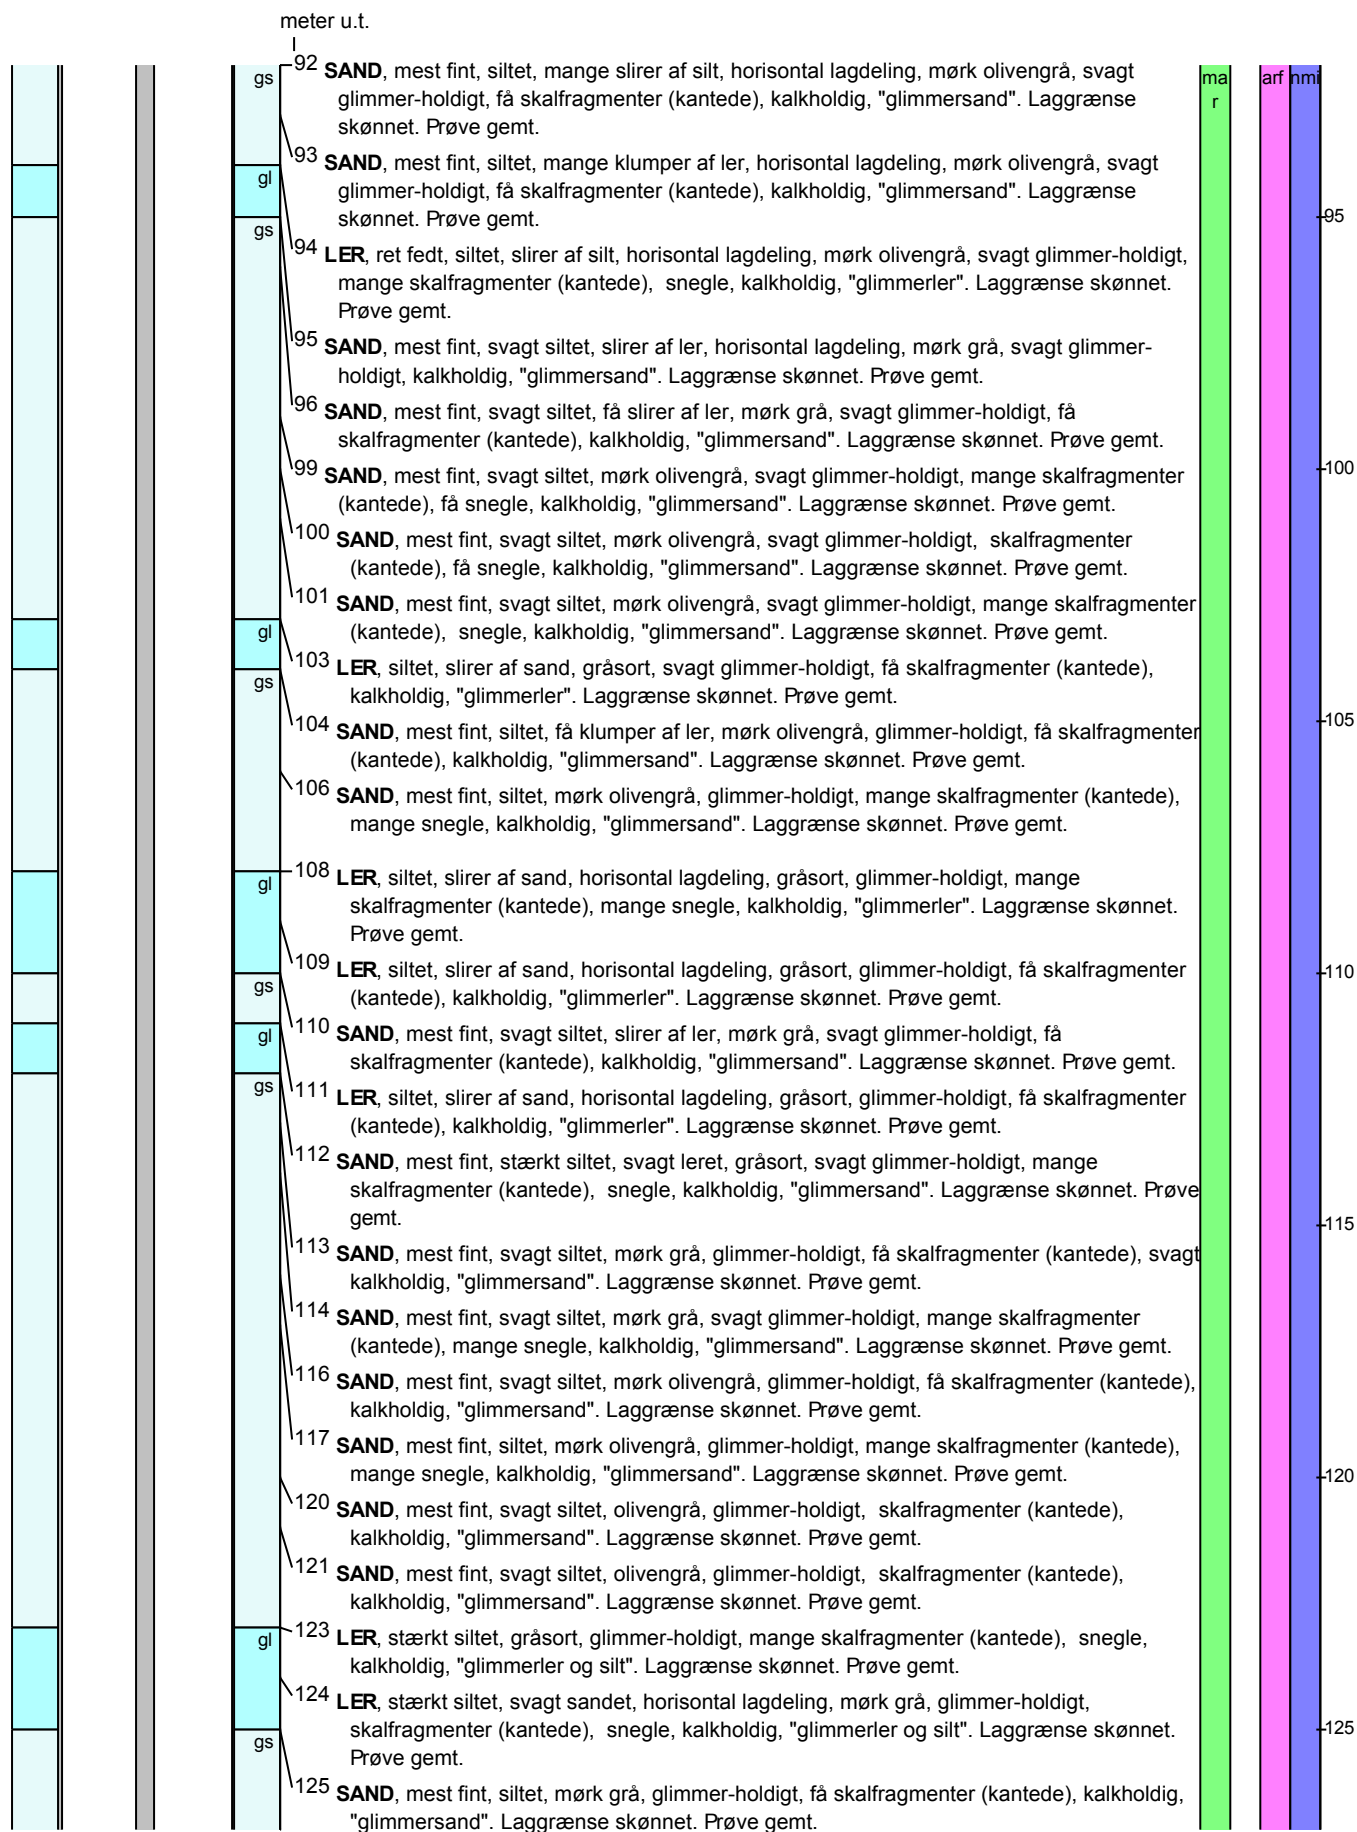 meter u.t.
92 SAND, mest fint, siltet, mange slirer af silt, horisontal lagdeling, mørk olivengrå, svagt
glimmer-holdigt, få skalfragmenter (kantede), kalkholdig, "glimmersand". Laggrænse
skønnet. Prøve gemt.
gs
ma
r
arf
nmi
93 SAND, mest fint, siltet, mange klumper af ler, horisontal lagdeling, mørk olivengrå, svagt
glimmer-holdigt, få skalfragmenter (kantede), kalkholdig, "glimmersand". Laggrænse
skønnet. Prøve gemt.
gl
95
gs
94 LER, ret fedt, siltet, slirer af silt, horisontal lagdeling, mørk olivengrå, svagt glimmer-holdigt,
mange skalfragmenter (kantede),  snegle, kalkholdig, "glimmerler". Laggrænse skønnet.
Prøve gemt.
95 SAND, mest fint, svagt siltet, slirer af ler, horisontal lagdeling, mørk grå, svagt glimmer-
holdigt, kalkholdig, "glimmersand". Laggrænse skønnet. Prøve gemt.
96 SAND, mest fint, svagt siltet, få slirer af ler, mørk grå, svagt glimmer-holdigt, få
skalfragmenter (kantede), kalkholdig, "glimmersand". Laggrænse skønnet. Prøve gemt.
99 SAND, mest fint, svagt siltet, mørk olivengrå, svagt glimmer-holdigt, mange skalfragmenter
(kantede), få snegle, kalkholdig, "glimmersand". Laggrænse skønnet. Prøve gemt.
100
100 SAND, mest fint, svagt siltet, mørk olivengrå, svagt glimmer-holdigt,  skalfragmenter
(kantede), få snegle, kalkholdig, "glimmersand". Laggrænse skønnet. Prøve gemt.
101 SAND, mest fint, svagt siltet, mørk olivengrå, svagt glimmer-holdigt, mange skalfragmenter
(kantede),  snegle, kalkholdig, "glimmersand". Laggrænse skønnet. Prøve gemt.
gl
103 LER, siltet, slirer af sand, gråsort, svagt glimmer-holdigt, få skalfragmenter (kantede),
kalkholdig, "glimmerler". Laggrænse skønnet. Prøve gemt.
gs
104 SAND, mest fint, siltet, få klumper af ler, mørk olivengrå, glimmer-holdigt, få skalfragmenter
(kantede), kalkholdig, "glimmersand". Laggrænse skønnet. Prøve gemt.
105
106 SAND, mest fint, siltet, mørk olivengrå, glimmer-holdigt, mange skalfragmenter (kantede),
mange snegle, kalkholdig, "glimmersand". Laggrænse skønnet. Prøve gemt.
108 LER, siltet, slirer af sand, horisontal lagdeling, gråsort, glimmer-holdigt, mange
skalfragmenter (kantede), mange snegle, kalkholdig, "glimmerler". Laggrænse skønnet.
Prøve gemt.
gl
109 LER, siltet, slirer af sand, horisontal lagdeling, gråsort, glimmer-holdigt, få skalfragmenter
(kantede), kalkholdig, "glimmerler". Laggrænse skønnet. Prøve gemt.
110
gs
110 SAND, mest fint, svagt siltet, slirer af ler, mørk grå, svagt glimmer-holdigt, få
skalfragmenter (kantede), kalkholdig, "glimmersand". Laggrænse skønnet. Prøve gemt.
gl
111 LER, siltet, slirer af sand, horisontal lagdeling, gråsort, glimmer-holdigt, få skalfragmenter
(kantede), kalkholdig, "glimmerler". Laggrænse skønnet. Prøve gemt.
gs
112 SAND, mest fint, stærkt siltet, svagt leret, gråsort, svagt glimmer-holdigt, mange
skalfragmenter (kantede),  snegle, kalkholdig, "glimmersand". Laggrænse skønnet. Prøve
gemt.
115
113 SAND, mest fint, svagt siltet, mørk grå, glimmer-holdigt, få skalfragmenter (kantede), svagt
kalkholdig, "glimmersand". Laggrænse skønnet. Prøve gemt.
114 SAND, mest fint, svagt siltet, mørk grå, svagt glimmer-holdigt, mange skalfragmenter
(kantede), mange snegle, kalkholdig, "glimmersand". Laggrænse skønnet. Prøve gemt.
116 SAND, mest fint, svagt siltet, mørk olivengrå, glimmer-holdigt, få skalfragmenter (kantede),
kalkholdig, "glimmersand". Laggrænse skønnet. Prøve gemt.
117 SAND, mest fint, siltet, mørk olivengrå, glimmer-holdigt, mange skalfragmenter (kantede),
mange snegle, kalkholdig, "glimmersand". Laggrænse skønnet. Prøve gemt.
120
120 SAND, mest fint, svagt siltet, olivengrå, glimmer-holdigt,  skalfragmenter (kantede),
kalkholdig, "glimmersand". Laggrænse skønnet. Prøve gemt.
121 SAND, mest fint, svagt siltet, olivengrå, glimmer-holdigt,  skalfragmenter (kantede),
kalkholdig, "glimmersand". Laggrænse skønnet. Prøve gemt.
gl
123 LER, stærkt siltet, gråsort, glimmer-holdigt, mange skalfragmenter (kantede),  snegle,
kalkholdig, "glimmerler og silt". Laggrænse skønnet. Prøve gemt.
124 LER, stærkt siltet, svagt sandet, horisontal lagdeling, mørk grå, glimmer-holdigt,
skalfragmenter (kantede),  snegle, kalkholdig, "glimmerler og silt". Laggrænse skønnet.
Prøve gemt.
125
gs
125 SAND, mest fint, siltet, mørk grå, glimmer-holdigt, få skalfragmenter (kantede), kalkholdig,
"glimmersand". Laggrænse skønnet. Prøve gemt.